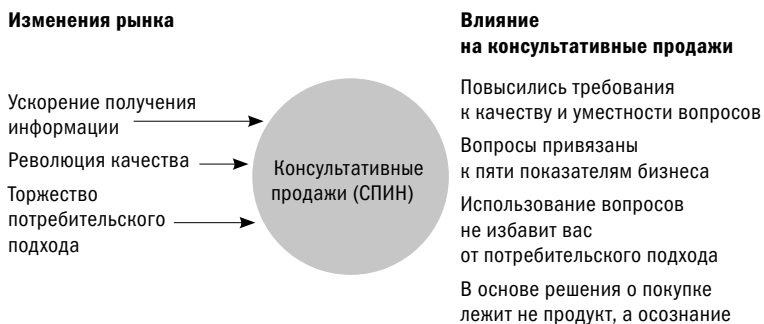 Изменения рынка
Ускорение получения
информации
Революция качества
Торжество
потребительского
подхода
Консультативные
продажи (СПИН)
Влияние
на консультативные продажи
Повысились требования
к качеству и уместности вопросов
Вопросы привязаны
к пяти показателям бизнеса
Использование вопросов
не избавит вас
от потребительского подхода
В основе решения о покупке
лежит не продукт, а осознание